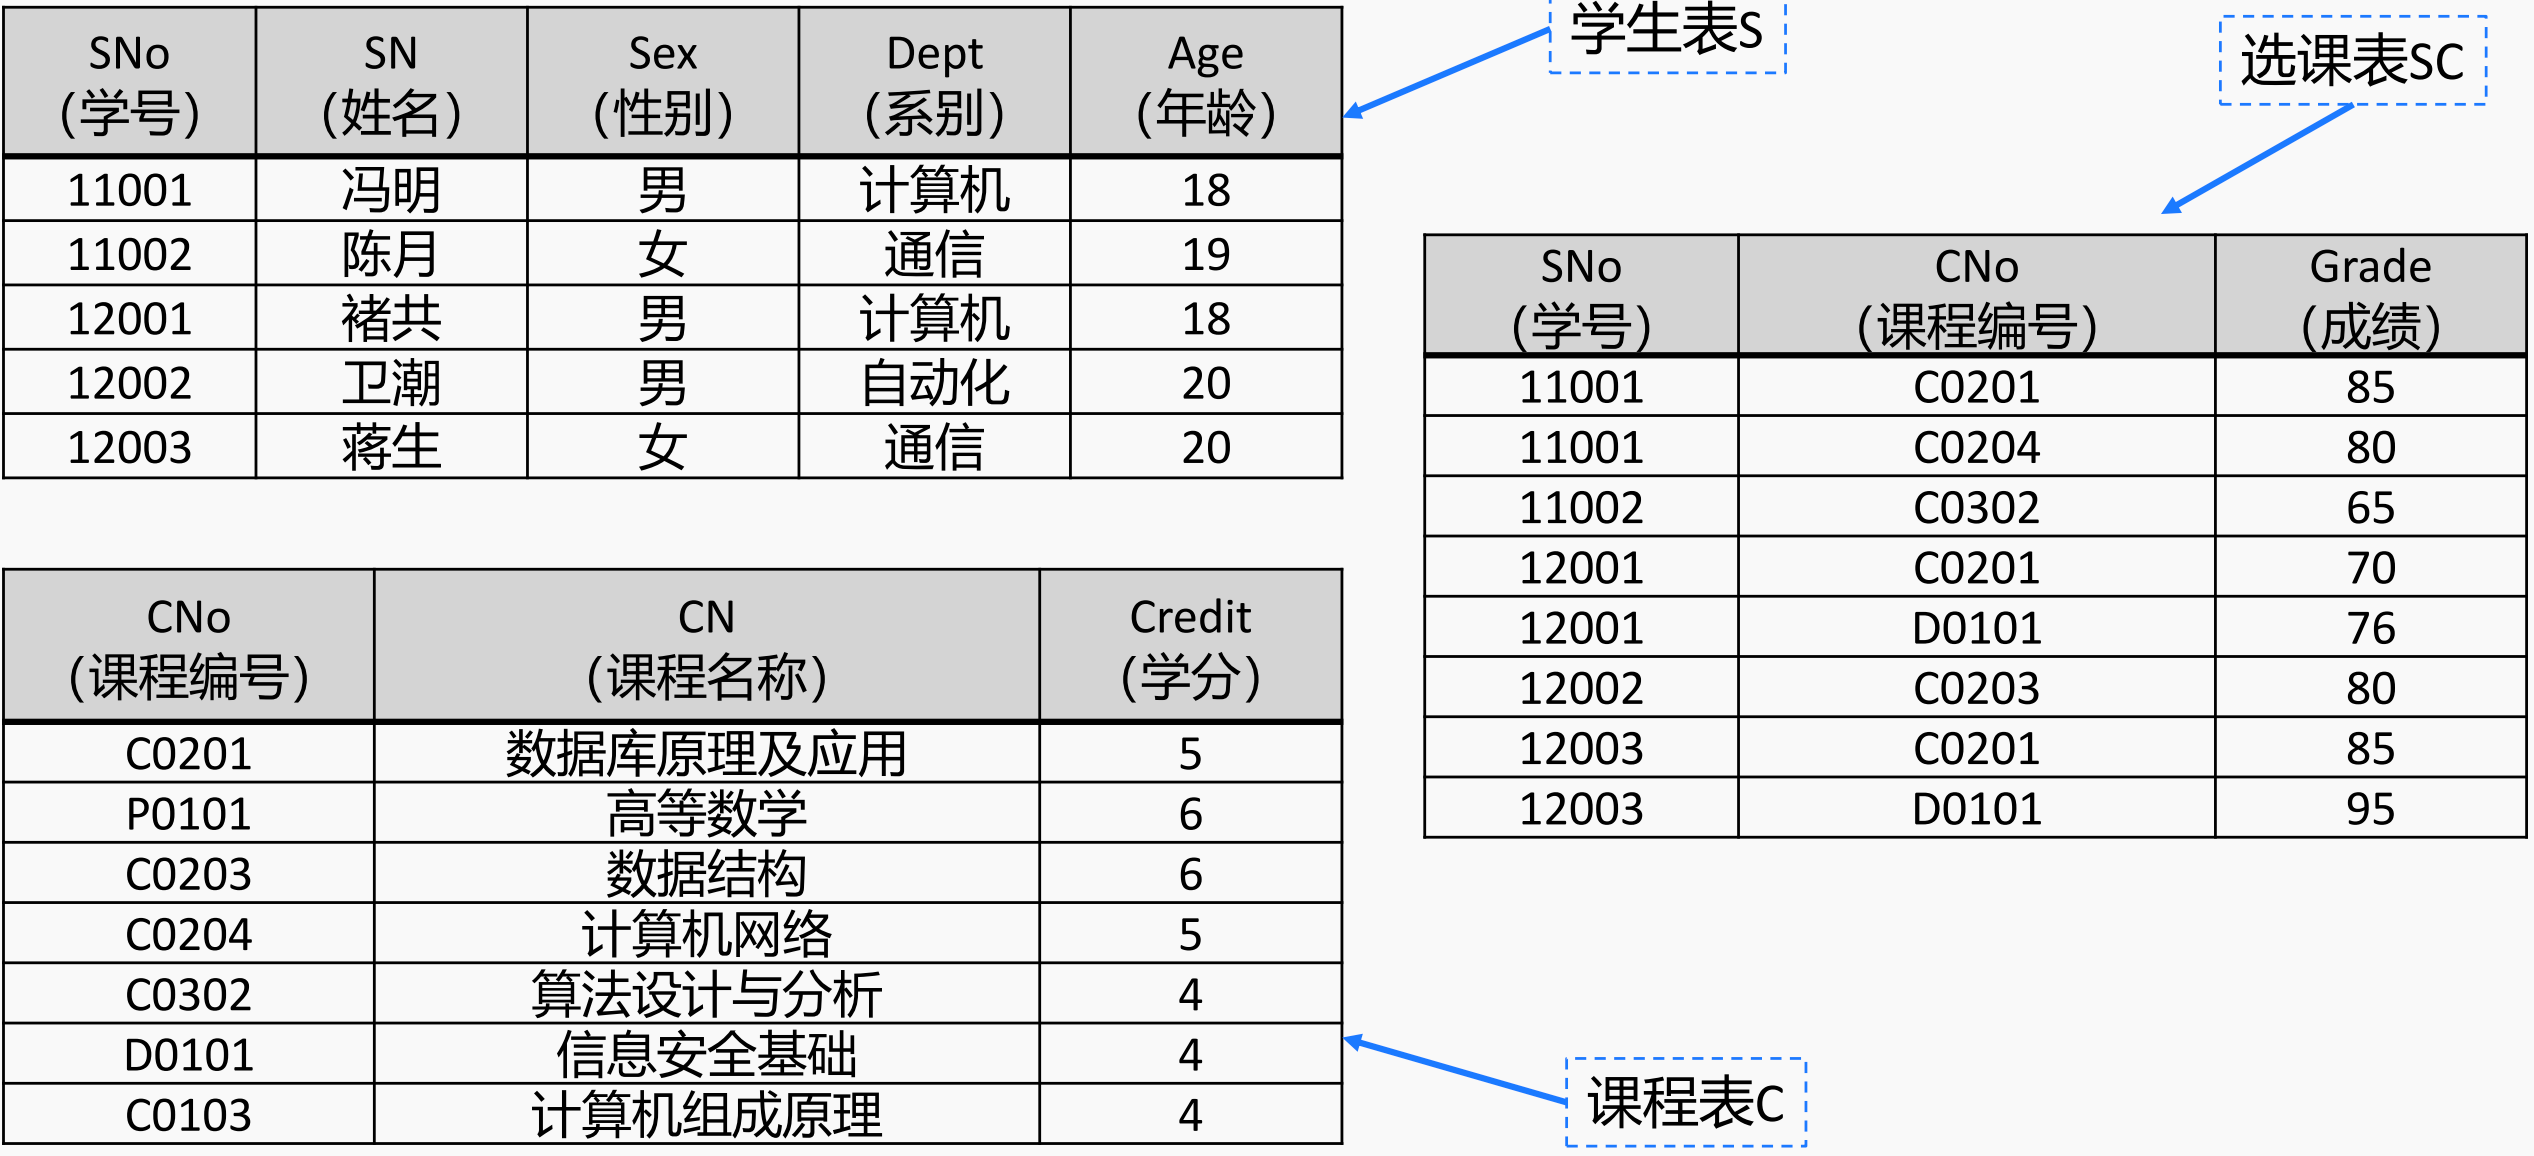 学生表S
SNo
(学号)
SN
(姓名)
Sex
(性别)
Dept
(系别)
Age
(年龄)
11001 冯明 男 计算机 18
11002 陈月 女 通信 19
12001 褚共 男 计算机 18
12002 卫潮 男 自动化 20
12003 蒋生 女 通信 20
选课表SC
SNo
(学号)
CNo
(课程编号)
Grade
(成绩)
11001 C0201 85
11001 C0204 80
11002 C0302 65
12001 C0201 70
12001 D0101 76
12002 C0203 80
12003 C0201 85
12003 D0101 95
CNo
(课程编号)
CN
(课程名称)
Credit
(学分)
C0201 数据库原理及应用 5
P0101 高等数学 6
C0203 数据结构 6
C0204 计算机网络 5
C0302 算法设计与分析 4
D0101 信息安全基础 4
C0103 计算机组成原理 4
课程表C